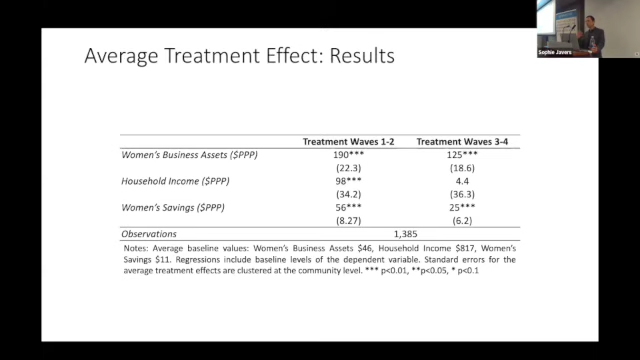 Sophie Javers
Average Treatment Effect: Results
Treatment Waves 1-2 Treatment Waves 3-4
Women's Business Assets ($PPP) 190*** 125***
(22.3) (18.6)
Household Income ($PPP) 98*** 4.4
(34.2) (36.3)
Women's Savings ($PPP) 56*** 25***
(8.27) (6.2)
Observations 1,385
Notes: Average baseline values: Women's Business Assets $46, Household Income $817, Women's
Savings $11. Regressions include baseline levels of the dependent variable. Standard errors for the
average treatment effects are clustered at the community level. *** p<0.01, **p<0.05, * p<0.1